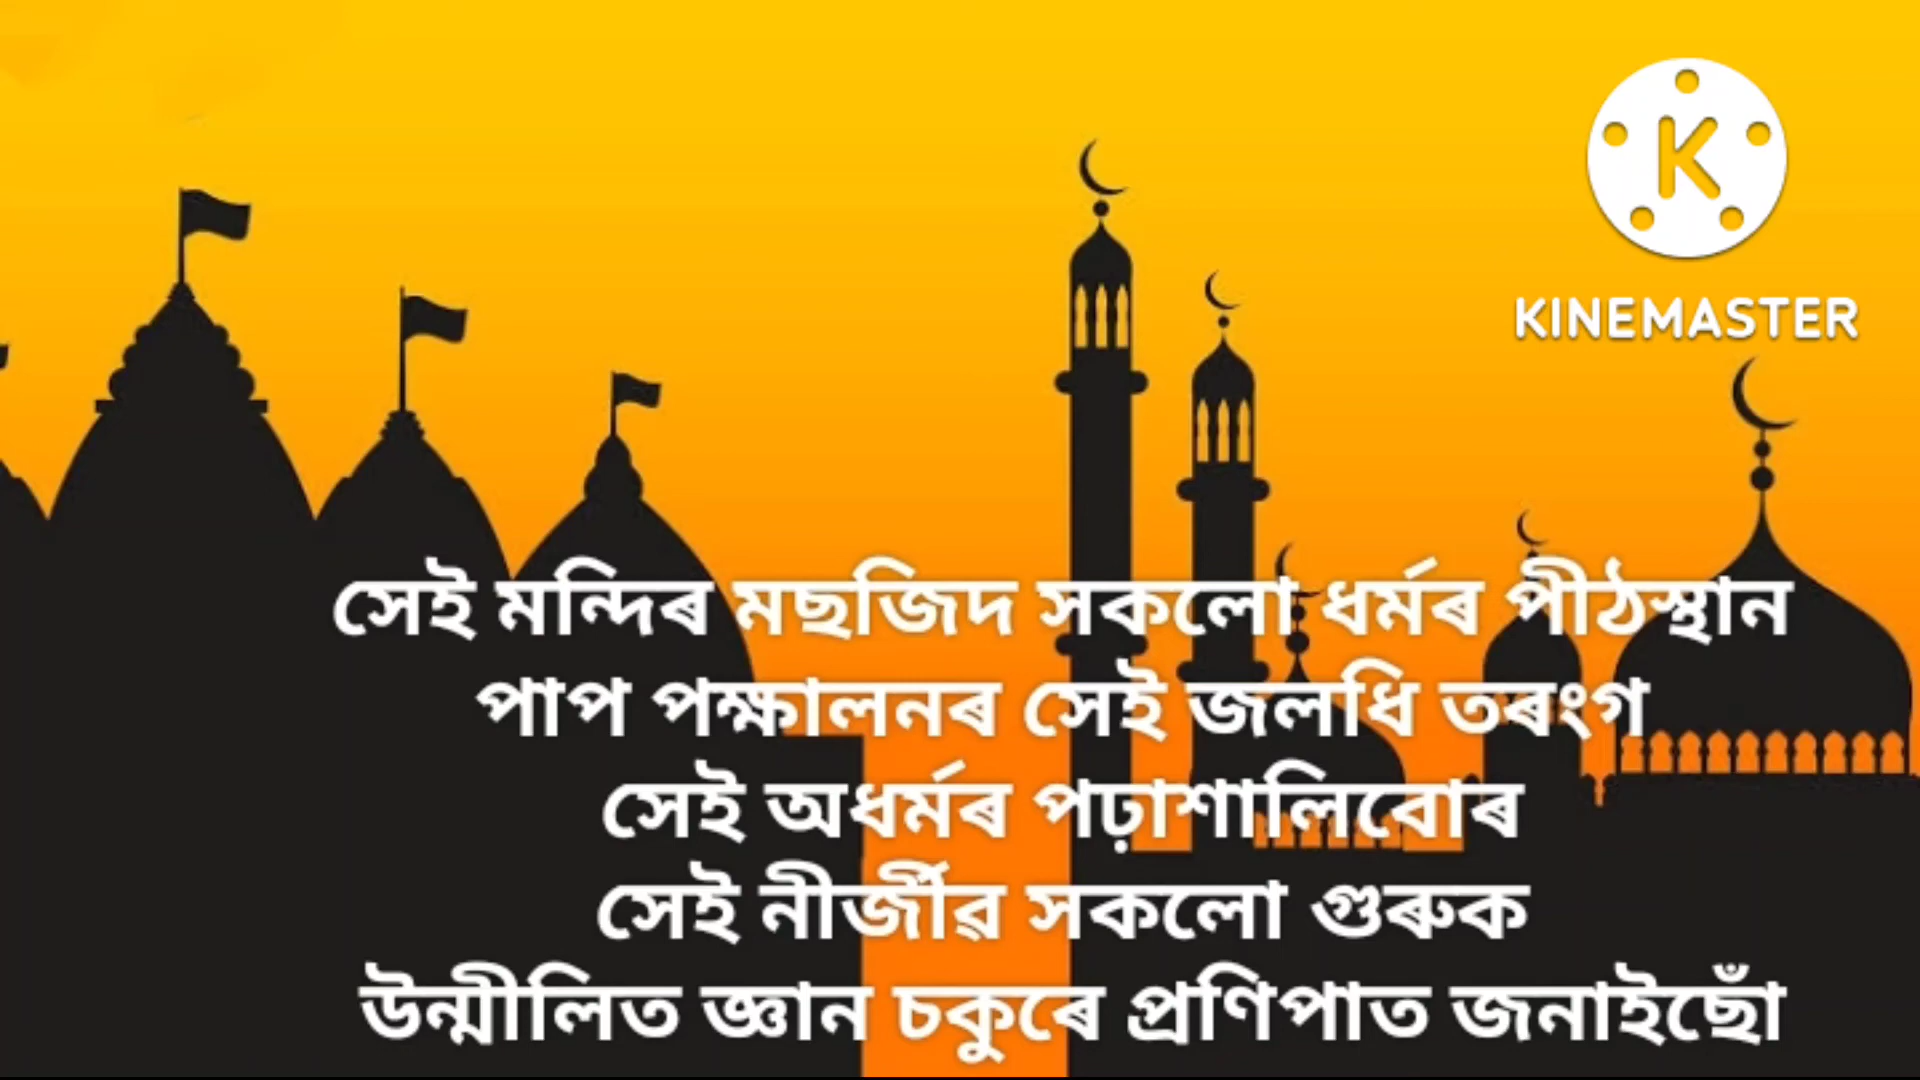 KINEMASTER
সেই মন্দিৰ মছজিদ সকলো ধৰ্মৰ পীঠস্থান
পাপ পক্ষালনৰ সেই জলধি তৰংগ
সেই অধৰ্মৰ পঢ়াশালিবোৰ
সেই নীৰ্জীৱ সকলো গুৰুক
উন্মীলিত জ্ঞান চকুৰে প্ৰণিপাত জনাইছোঁ